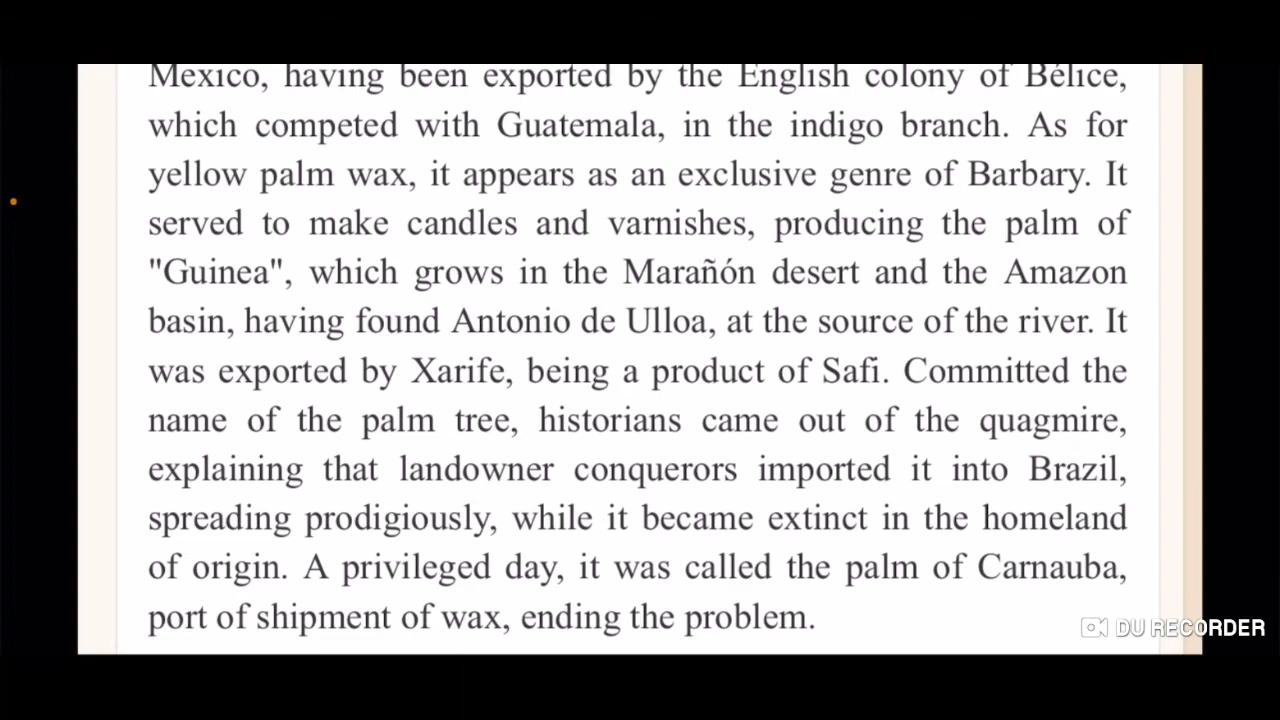 Mexico, having been exported by the English colony of Bélice,
which competed with Guatemala, in the indigo branch. As for
yellow palm wax, it appears as an exclusive genre of Barbary. It
served to make candles and varnishes, producing the palm of
"Guinea", which grows in the Marañón desert and the Amazon
basin, having found Antonio de Ulloa, at the source of the river. It
was exported by Xarife, being a product of Safi. Committed the
name of the palm tree, historians came out of the quagmire,
explaining that landowner conquerors imported it into Brazil,
spreading prodigiously, while it became extinct in the homeland
of origin. A privileged day, it was called the palm of Carnauba,
port of shipment of wax, ending the problem.
DU RECORDER